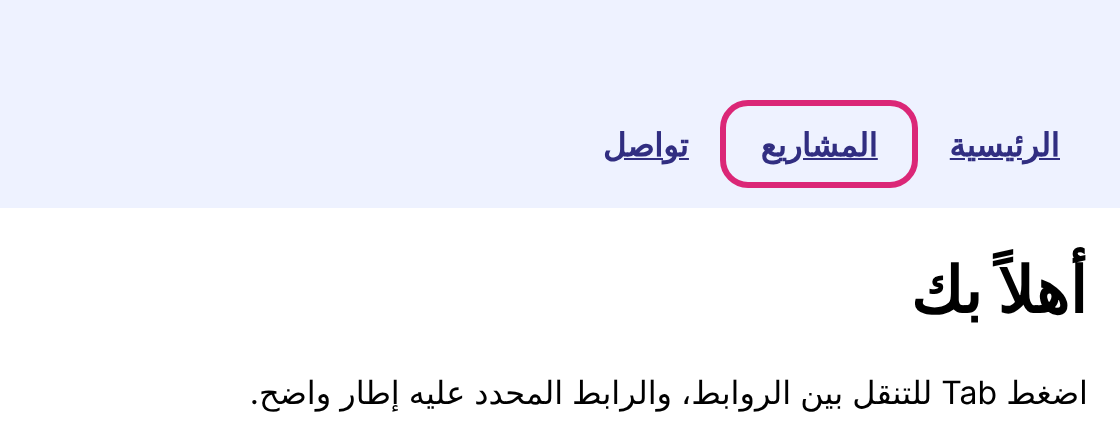 الرئيسية المشاريع تواصل
أهلاً بك
اضغط Tab للتنقل بين الروابط، والرابط المحدد عليه إطار واضح.